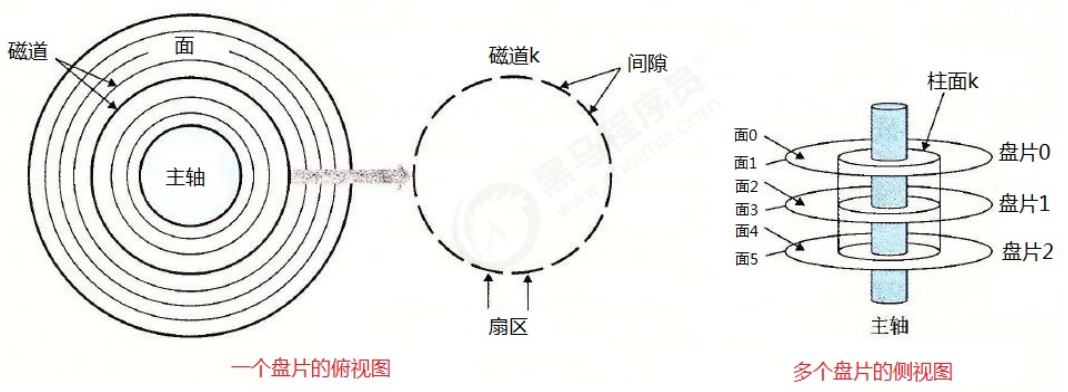 磁道
面
主轴
磁道k
间隙
扇区
一个盘片的俯视图
柱面k
面0
面1
面2
面3
面4
面5
盘片0
盘片1
盘片2
主轴
多个盘片的侧视图
黑马程序员
www.itheima.com